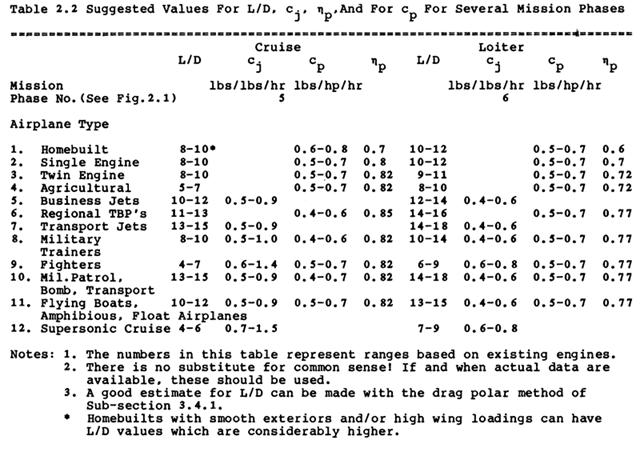 Table 2.2 Suggested Values For L/D, cj, ηp,And For cp For Several Mission Phases
Cruise Loiter
L/D cj cp ηp L/D cj cp ηp
Mission lbs/lbs/hr lbs/hp/hr lbs/lbs/hr lbs/hp/hr
Phase No.(See Fig.2.1) 5 6
Airplane Type
1. Homebuilt 8-10* 0.6-0.8 0.7 10-12 0.5-0.7 0.6
2. Single Engine 8-10 0.5-0.7 0.8 10-12 0.5-0.7 0.7
3. Twin Engine 8-10 0.5-0.7 0.82 9-11 0.5-0.7 0.72
4. Agricultural 5-7 0.5-0.7 0.82 8-10 0.5-0.7 0.72
5. Business Jets 10-12 0.5-0.9 12-14 0.4-0.6
6. Regional TBP's 11-13 0.4-0.6 0.85 14-16 0.5-0.7 0.77
7. Transport Jets 13-15 0.5-0.9 14-18 0.4-0.6
8. Military 8-10 0.5-1.0 0.4-0.6 0.82 10-14 0.4-0.6 0.5-0.7 0.77
Trainers
9. Fighters 4-7 0.6-1.4 0.5-0.7 0.82 6-9 0.6-0.8 0.5-0.7 0.77
10. Mil.Patrol, 13-15 0.5-0.9 0.4-0.7 0.82 14-18 0.4-0.6 0.5-0.7 0.77
Bomb, Transport
11. Flying Boats, 10-12 0.5-0.9 0.5-0.7 0.82 13-15 0.4-0.6 0.5-0.7 0.77
Amphibious, Float Airplanes
12. Supersonic Cruise 4-6 0.7-1.5 7-9 0.6-0.8
Notes: 1. The numbers in this table represent ranges based on existing engines.
2. There is no substitute for common sense! If and when actual data are
available, these should be used.
3. A good estimate for L/D can be made with the drag polar method of
Sub-section 3.4.1.
* Homebuilts with smooth exteriors and/or high wing loadings can have
L/D values which are considerably higher.